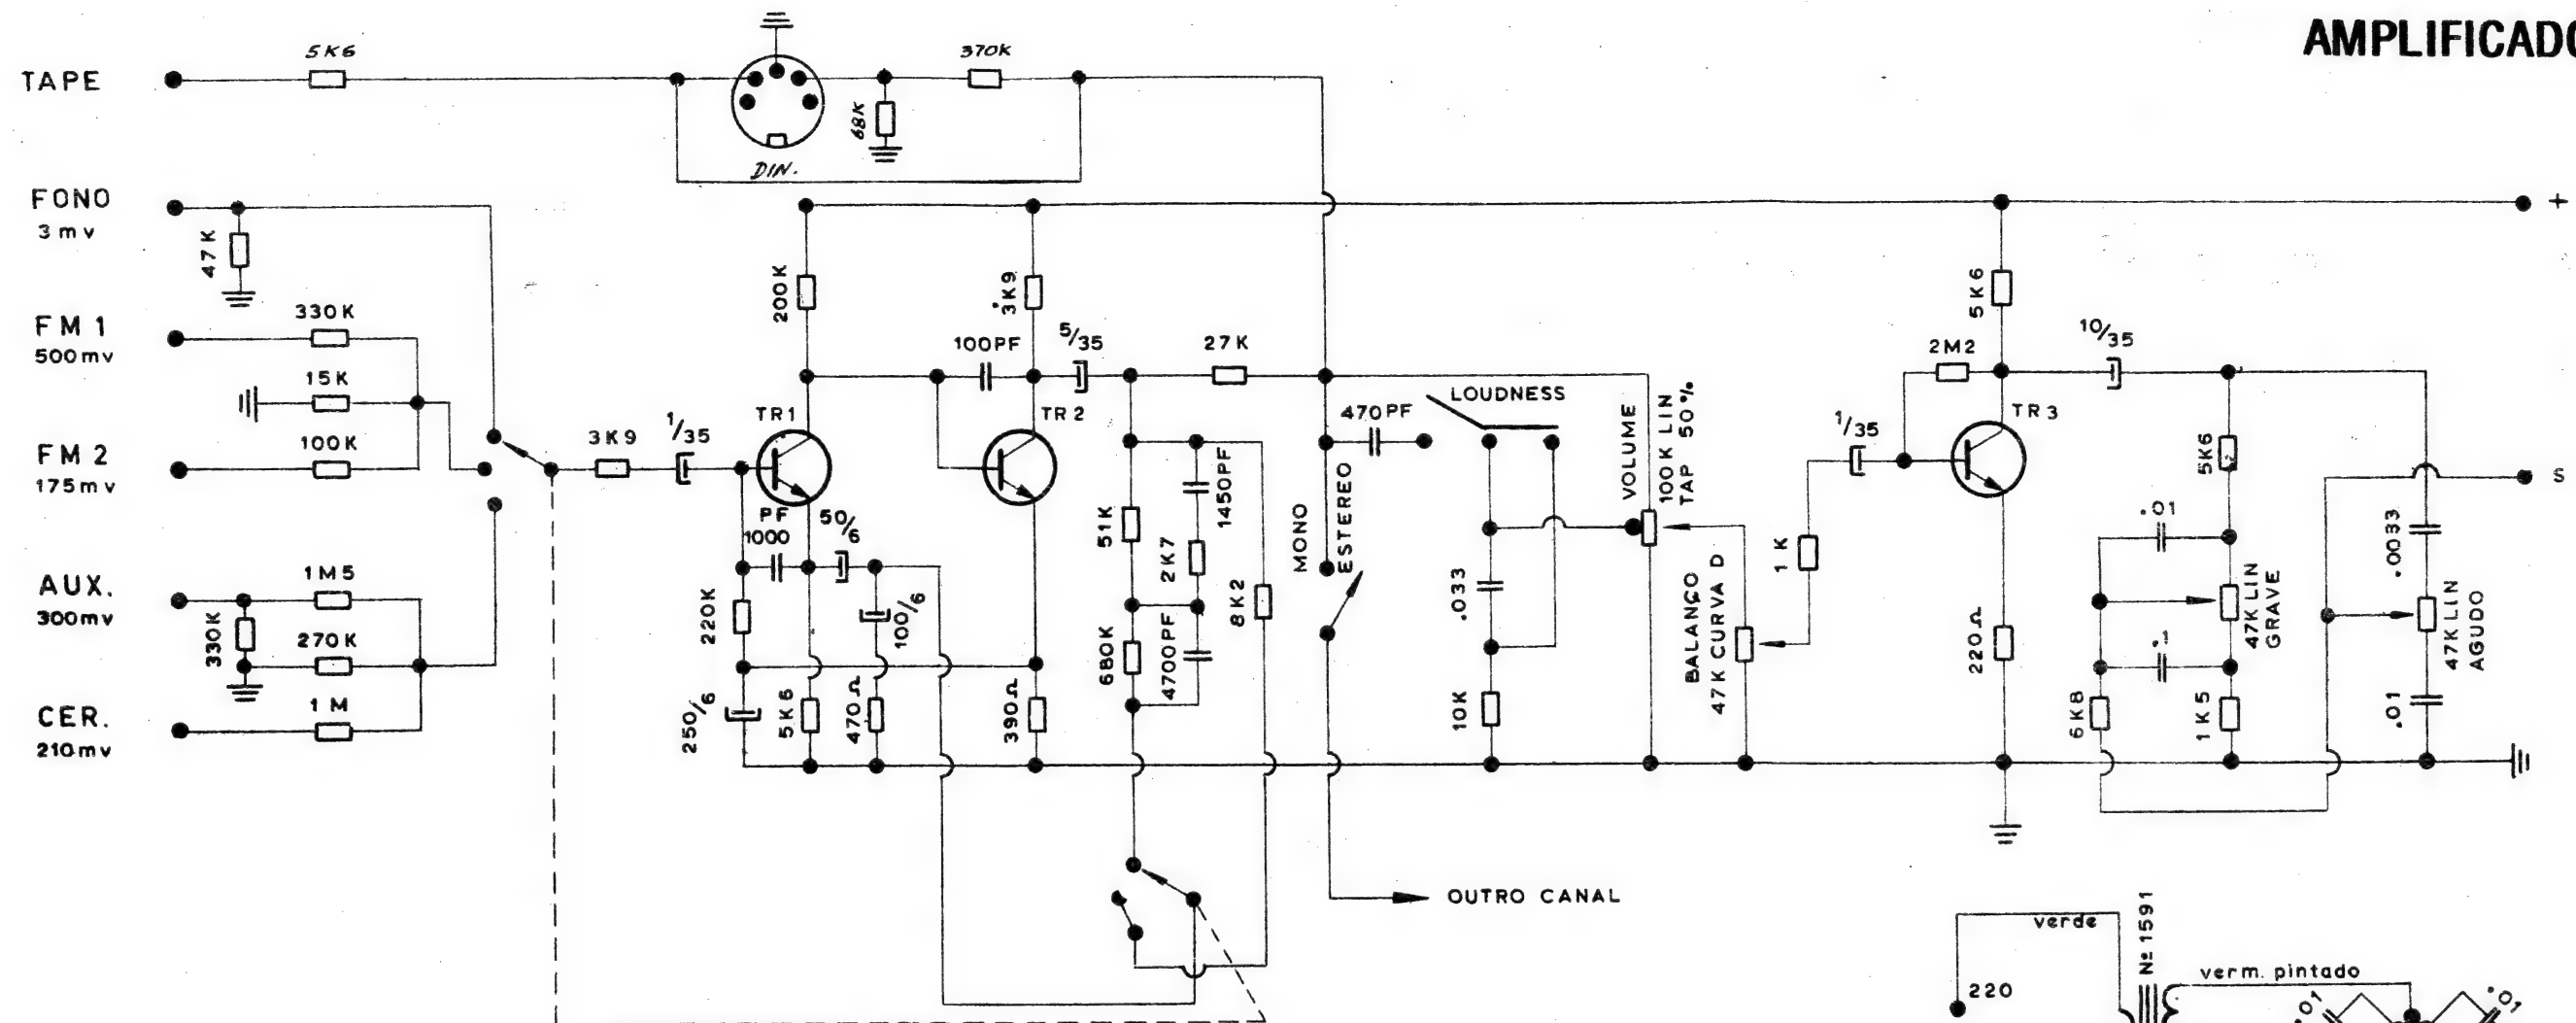 AMPLIFICADO
TAPE
5K6
370K
68K
DIN.
FONO
3mv
47K
FM 1
500mv
330K
15K
FM 2
175mv
100K
AUX.
300mv
1M5
330K
270K
CER.
210mv
1 M
3K9
1/35
TR1
200K
3K9
100PF
5/35
TR2
PF
1000
50/6
220K
100/6
250/6
5K6
470Ω
390Ω
27K
51K
1450PF
2K7
680K
4700PF
8K2
470PF
LOUDNESS
MONO
ESTEREO
.033
10K
VOLUME
100K LIN
TAP 50%
BALANÇO
47K CURVA D
1 K
1/35
2M2
5K6
10/35
TR3
220Ω
5K6
.01
47K LIN
GRAVE
.1
6K8
1K5
.0033
47K LIN
AGUDO
.01
+
S
OUTRO CANAL
verde
Nº 1591
220
verm. pintado
.01
.01